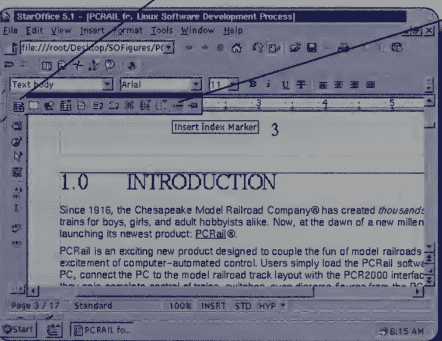 StarOffice 5.1 - [PCRAIL fr. Linux Software Development Process]
File Edit View Insert Format Tools Window Help
file:///root/Desktop/SOFigures/PC
Text body Arial 11 B i U
3 4 5
Insert Index Marker 3
1.0 INTRODUCTION
Since 1916, the Chesapeake Model Railroad Company® has created thousands
trains for boys, girls, and adult hobbyists alike. Now, at the dawn of a new millen
launching its newest product: PCRail®.
PCRail is an exciting new product designed to couple the fun of model railroads
excitement of computer-automated control. Users simply load the PCRail softwa
PC, connect the PC to the model railroad track layout with the PCR2000 interfac
Page 3 / 17 Standard 100% INSRT STD HYP *
Start PCRAIL fo... 6:15 AM